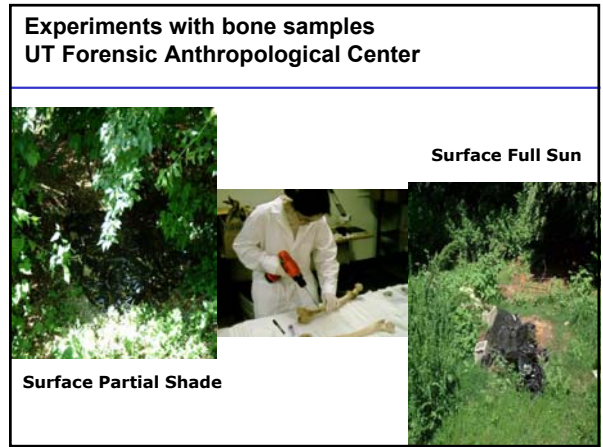 Experiments with bone samples
UT Forensic Anthropological Center
Surface Full Sun
Surface Partial Shade